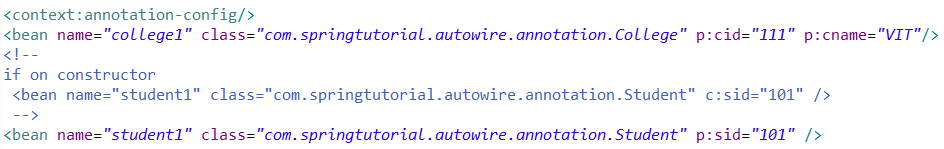 <context:annotation-config/>
<bean name="college1" class="com.springtutorial.autowire.annotation.College" p:cid="111" p:cname="VIT"/>
<!--
if on constructor
 <bean name="student1" class="com.springtutorial.autowire.annotation.Student" c:sid="101" />
 -->
<bean name="student1" class="com.springtutorial.autowire.annotation.Student" p:sid="101" />